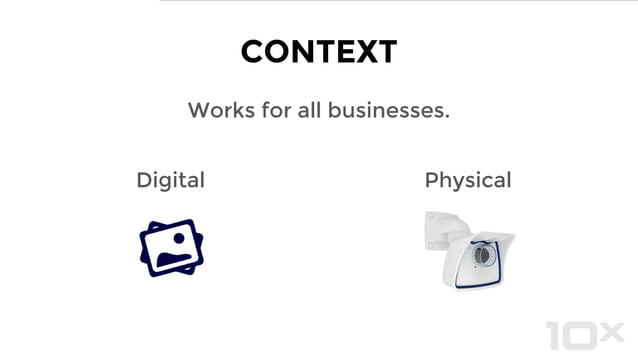 CONTEXT
Works for all businesses.
Digital
Physical
10x